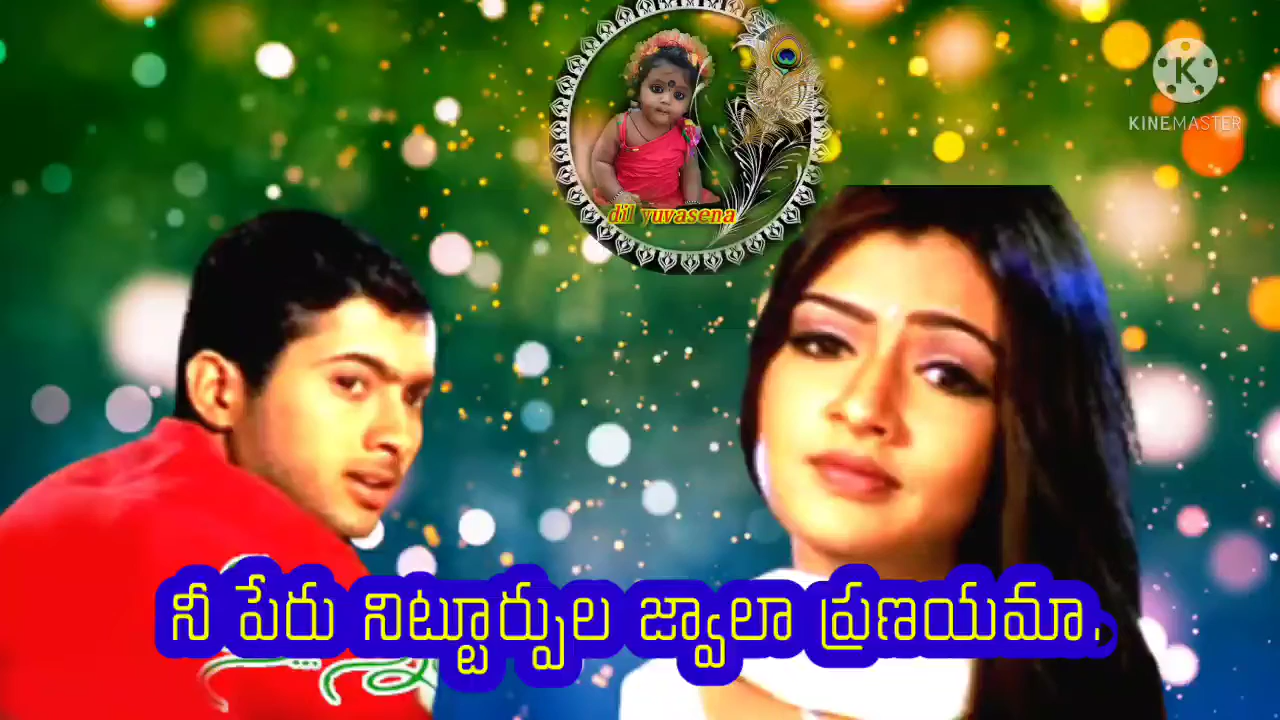 KINEMASTER
dil yuvasena
నీ పేరు నిట్టూర్పుల జ్వాలా ప్రణయమా.